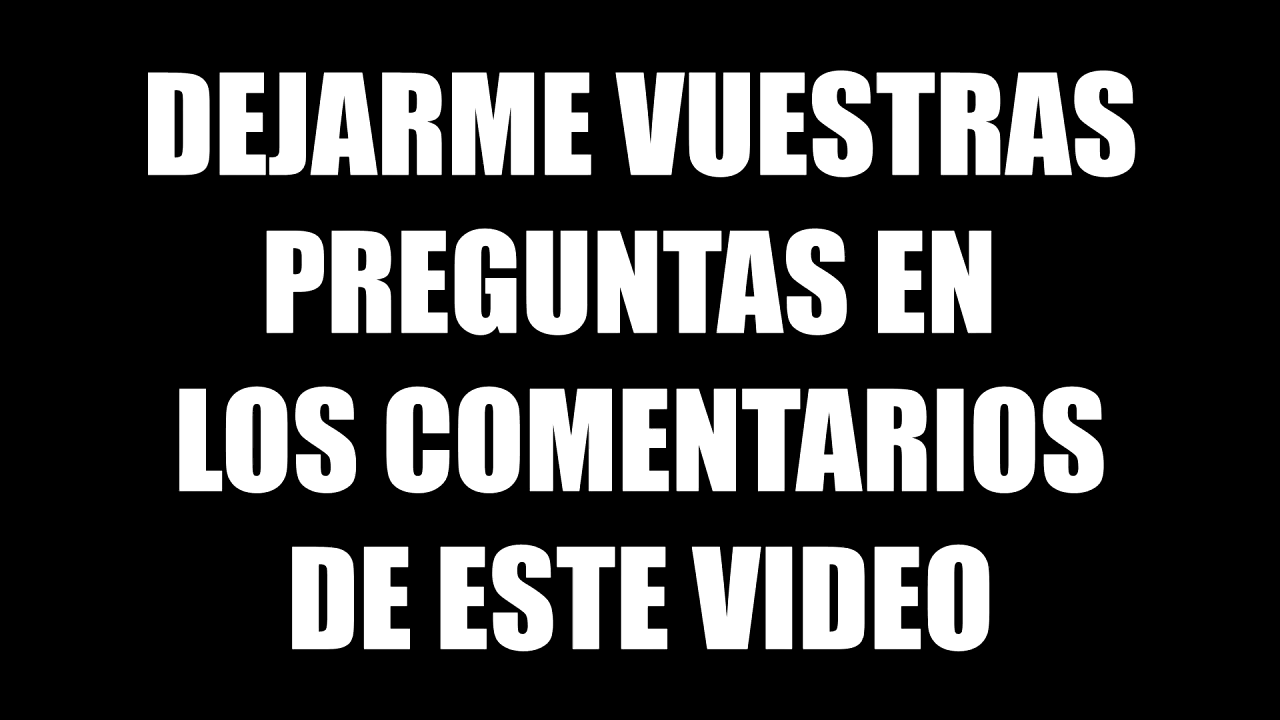 DEJARME VUESTRAS
PREGUNTAS EN
LOS COMENTARIOS
DE ESTE VIDEO